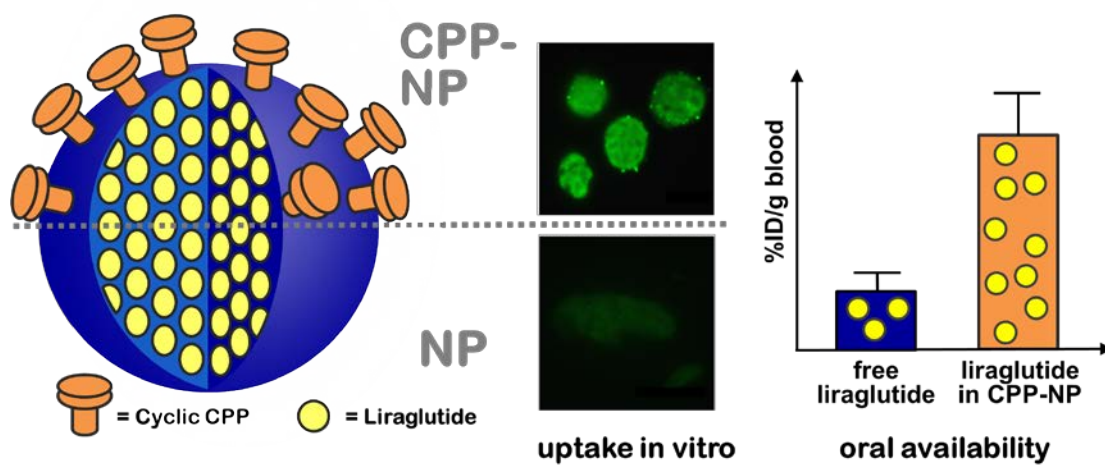 CPP-
NP
NP
= Cyclic CPP
= Liraglutide
uptake in vitro
%ID/g blood
free
liraglutide
liraglutide
in CPP-NP
oral availability